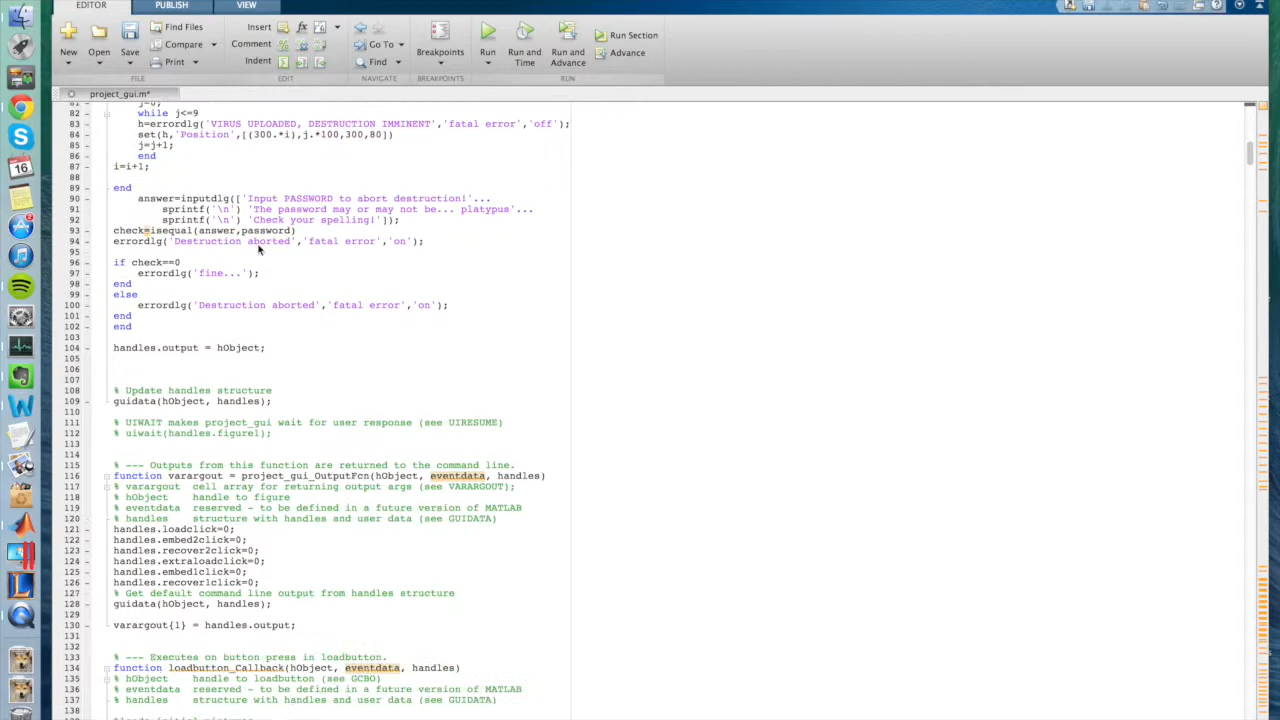 EDITOR
PUBLISH
VIEW
New
Open
Save
Find Files
Compare
Print
FILE
Insert
fx
Comment
Indent
EDIT
Go To
Find
NAVIGATE
Breakpoints
BREAKPOINTS
Run
Run and Time
Run and Advance
Run Section
Advance
RUN
project_gui.m*
81 j=0;
82 while j<=9
83 h=errordlg('VIRUS UPLOADED, DESTRUCTION IMMINENT','fatal error','off');
84 set(h,'Position',[(300.*i),j.*100,300,80])
85 j=j+1;
86 end
87 i=i+1;
88
89 end
90 answer=inputdlg(['Input PASSWORD to abort destruction!'...
91 sprintf('\n') 'The password may or may not be... platypus'...
92 sprintf('\n') 'Check your spelling!']);
93 check=isequal(answer,password)
94 errordlg('Destruction aborted','fatal error','on');
95
96 if check==0
97 errordlg('fine...');
98 end
99 else
100 errordlg('Destruction aborted','fatal error','on');
101 end
102 end
103
104 handles.output = hObject;
105
106
107
108 % Update handles structure
109 guidata(hObject, handles);
110
111 % UIWAIT makes project_gui wait for user response (see UIRESUME)
112 % uiwait(handles.figure1);
113
114
115 % --- Outputs from this function are returned to the command line.
116 function varargout = project_gui_OutputFcn(hObject, eventdata, handles)
117 % varargout cell array for returning output args (see VARARGOUT);
118 % hObject handle to figure
119 % eventdata reserved - to be defined in a future version of MATLAB
120 % handles structure with handles and user data (see GUIDATA)
121 handles.loadclick=0;
122 handles.embed2click=0;
123 handles.recover2click=0;
124 handles.extraloadclick=0;
125 handles.embed1click=0;
126 handles.recover1click=0;
127 % Get default command line output from handles structure
128 guidata(hObject, handles);
129
130 varargout{1} = handles.output;
131
132
133 % --- Executes on button press in loadbutton.
134 function loadbutton_Callback(hObject, eventdata, handles)
135 % hObject handle to loadbutton (see GCBO)
136 % eventdata reserved - to be defined in a future version of MATLAB
137 % handles structure with handles and user data (see GUIDATA)
138